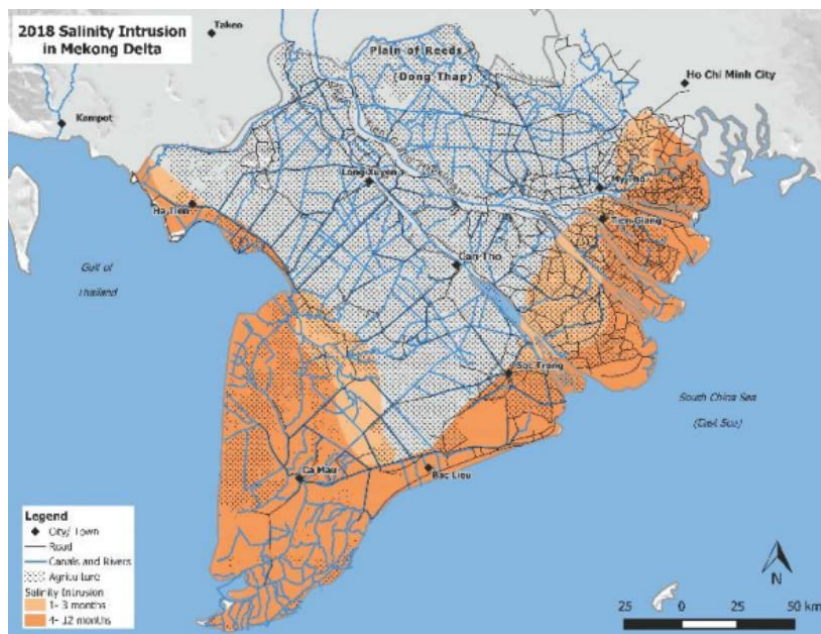 2018 Salinity Intrusion
in Mekong Delta
Takeo
Plain of Reeds
(Dong Thap)
Ho Chi Minh City
Kampot
Long Xuyen
My Tho
Ha Tien
Tien Giang
Can Tho
Gulf of
Thailand
Soc Trang
South China Sea
(East Sea)
Ca Mau
Bac Lieu
Legend
City/ Town
Road
Canals and Rivers
Agriculture
Salinity Intrusion
1- 3 months
4- 12 months
N
25 0 25 50 km